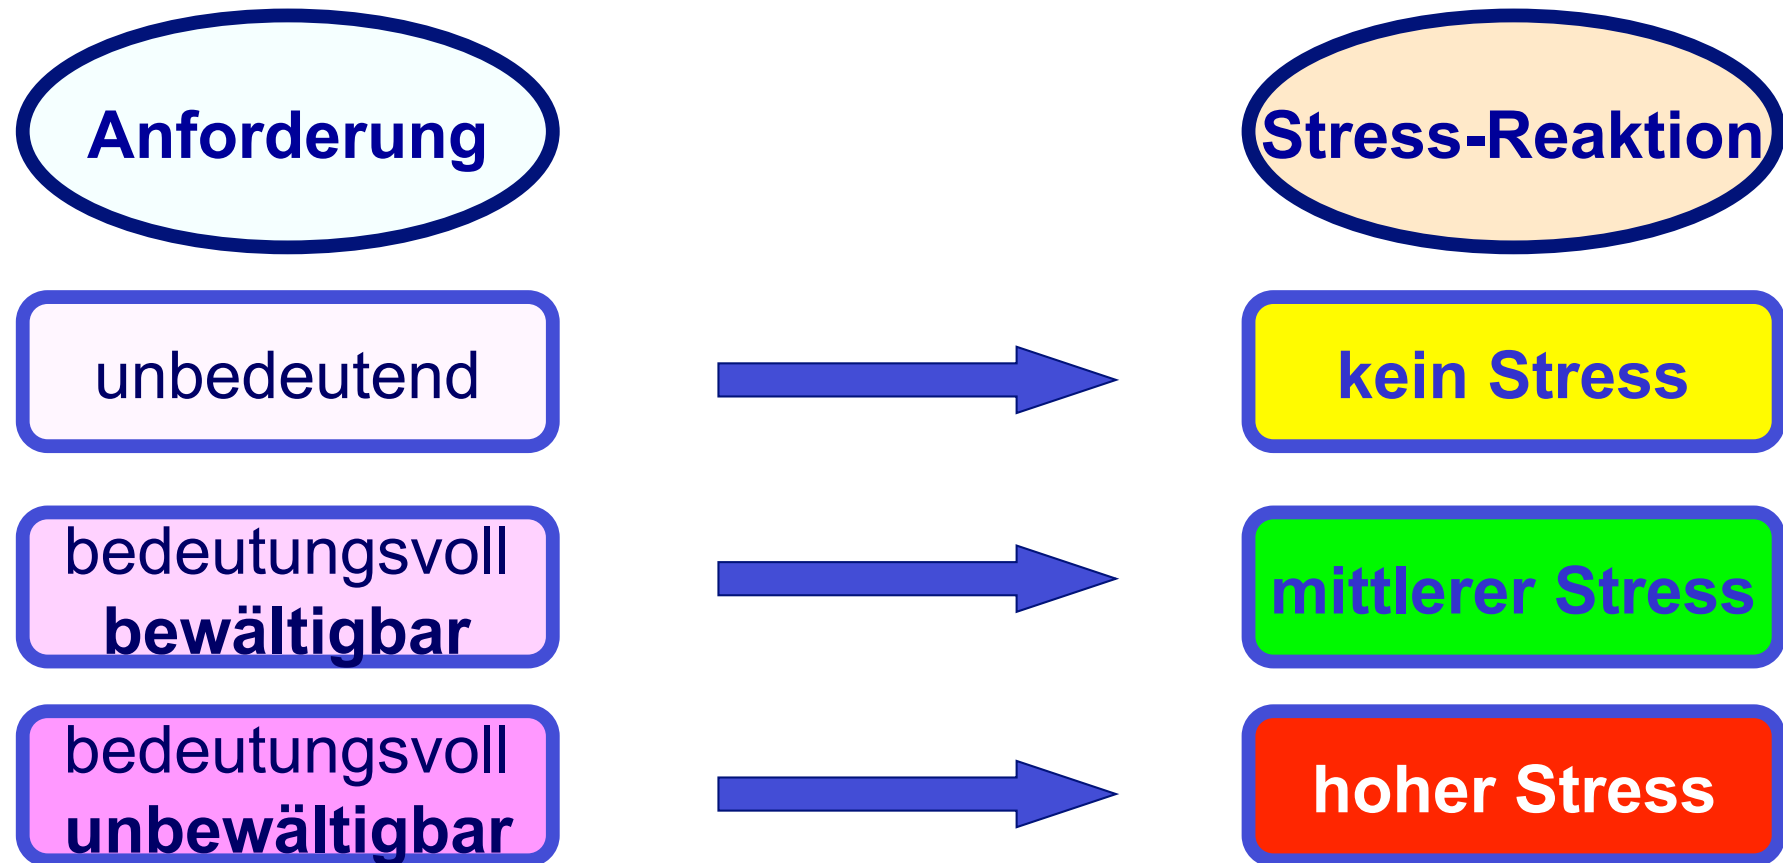 Anforderung
Stress-Reaktion
unbedeutend
kein Stress
bedeutungsvoll
bewältigbar
mittlerer Stress
bedeutungsvoll
unbewältigbar
hoher Stress